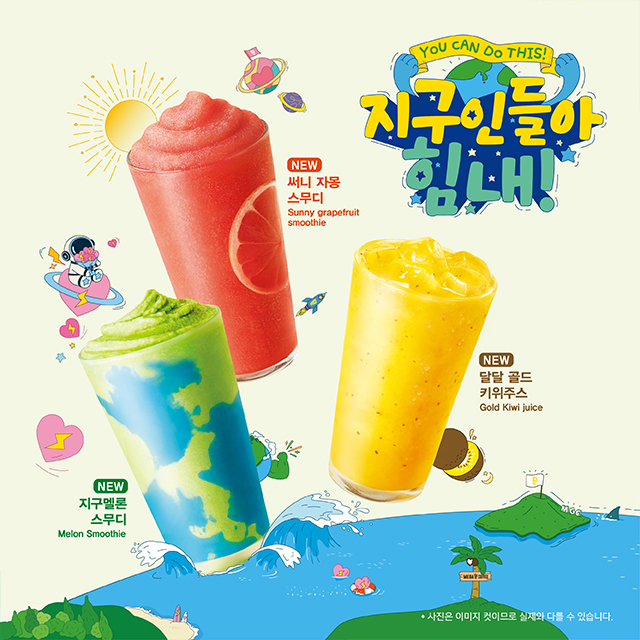 YOU CAN DO THIS!
지구인들아
힘내!
NEW
써니 자몽
스무디
Sunny grapefruit
smoothie
NEW
달달 골드
키위주스
Gold Kiwi juice
NEW
지구멜론
스무디
Melon Smoothie
* 사진은 이미지 컷이므로 실제와 다를 수 있습니다.